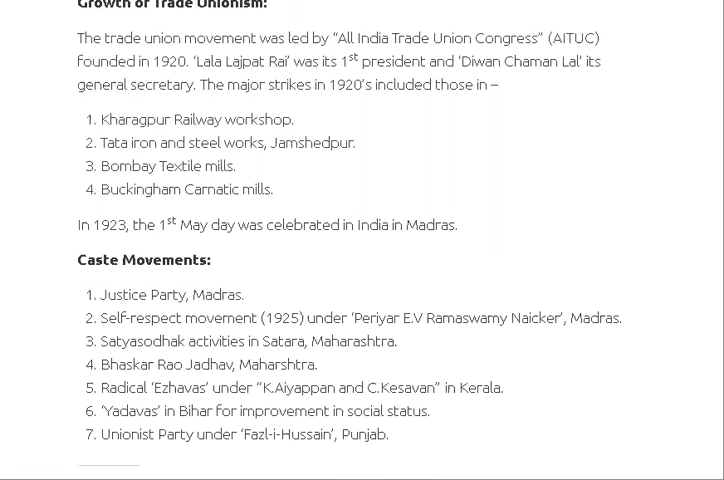 Growth of Trade Unionism:
The trade union movement was led by “All India Trade Union Congress” (AITUC)
founded in 1920. ‘Lala Lajpat Rai’ was its 1st president and ‘Diwan Chaman Lal’ its
general secretary. The major strikes in 1920’s included those in –
1. Kharagpur Railway workshop.
2. Tata iron and steel works, Jamshedpur.
3. Bombay Textile mills.
4. Buckingham Carnatic mills.
In 1923, the 1st May day was celebrated in India in Madras.
Caste Movements:
1. Justice Party, Madras.
2. Self-respect movement (1925) under ‘Periyar E.V Ramaswamy Naicker’, Madras.
3. Satyasodhak activities in Satara, Maharashtra.
4. Bhaskar Rao Jadhav, Maharshtra.
5. Radical ‘Ezhavas’ under “K.Aiyappan and C.Kesavan” in Kerala.
6. ‘Yadavas’ in Bihar for improvement in social status.
7. Unionist Party under ‘Fazl-i-Hussain’, Punjab.